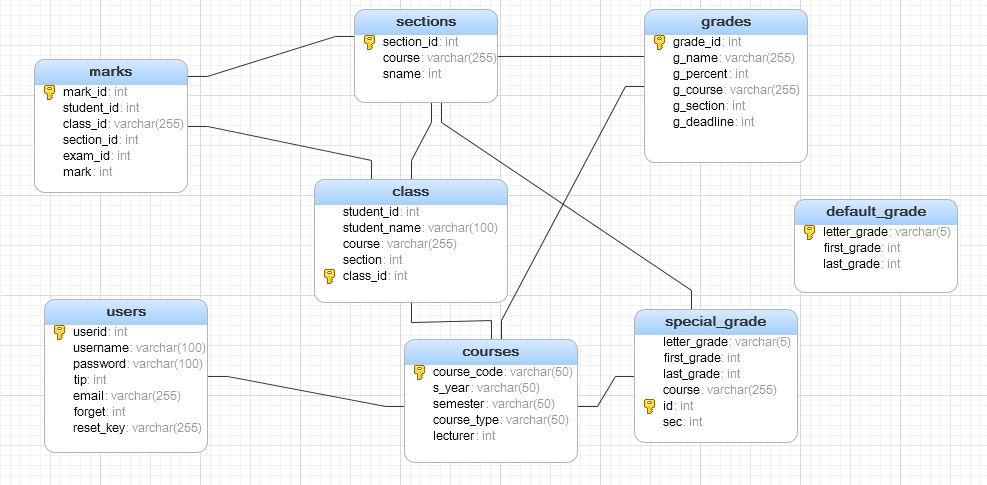 sections
section_id: int
course: varchar(255)
sname: int
grades
grade_id: int
g_name: varchar(255)
g_percent: int
g_course: varchar(255)
g_section: int
g_deadline: int
marks
mark_id: int
student_id: int
class_id: varchar(255)
section_id: int
exam_id: int
mark: int
class
student_id: int
student_name: varchar(100)
course: varchar(255)
section: int
class_id: int
default_grade
letter_grade: varchar(5)
first_grade: int
last_grade: int
users
userid: int
username: varchar(100)
password: varchar(100)
tip: int
email: varchar(255)
forget: int
reset_key: varchar(255)
courses
course_code: varchar(50)
s_year: varchar(50)
semester: varchar(50)
course_type: varchar(50)
lecturer: int
special_grade
letter_grade: varchar(5)
first_grade: int
last_grade: int
course: varchar(255)
id: int
sec: int